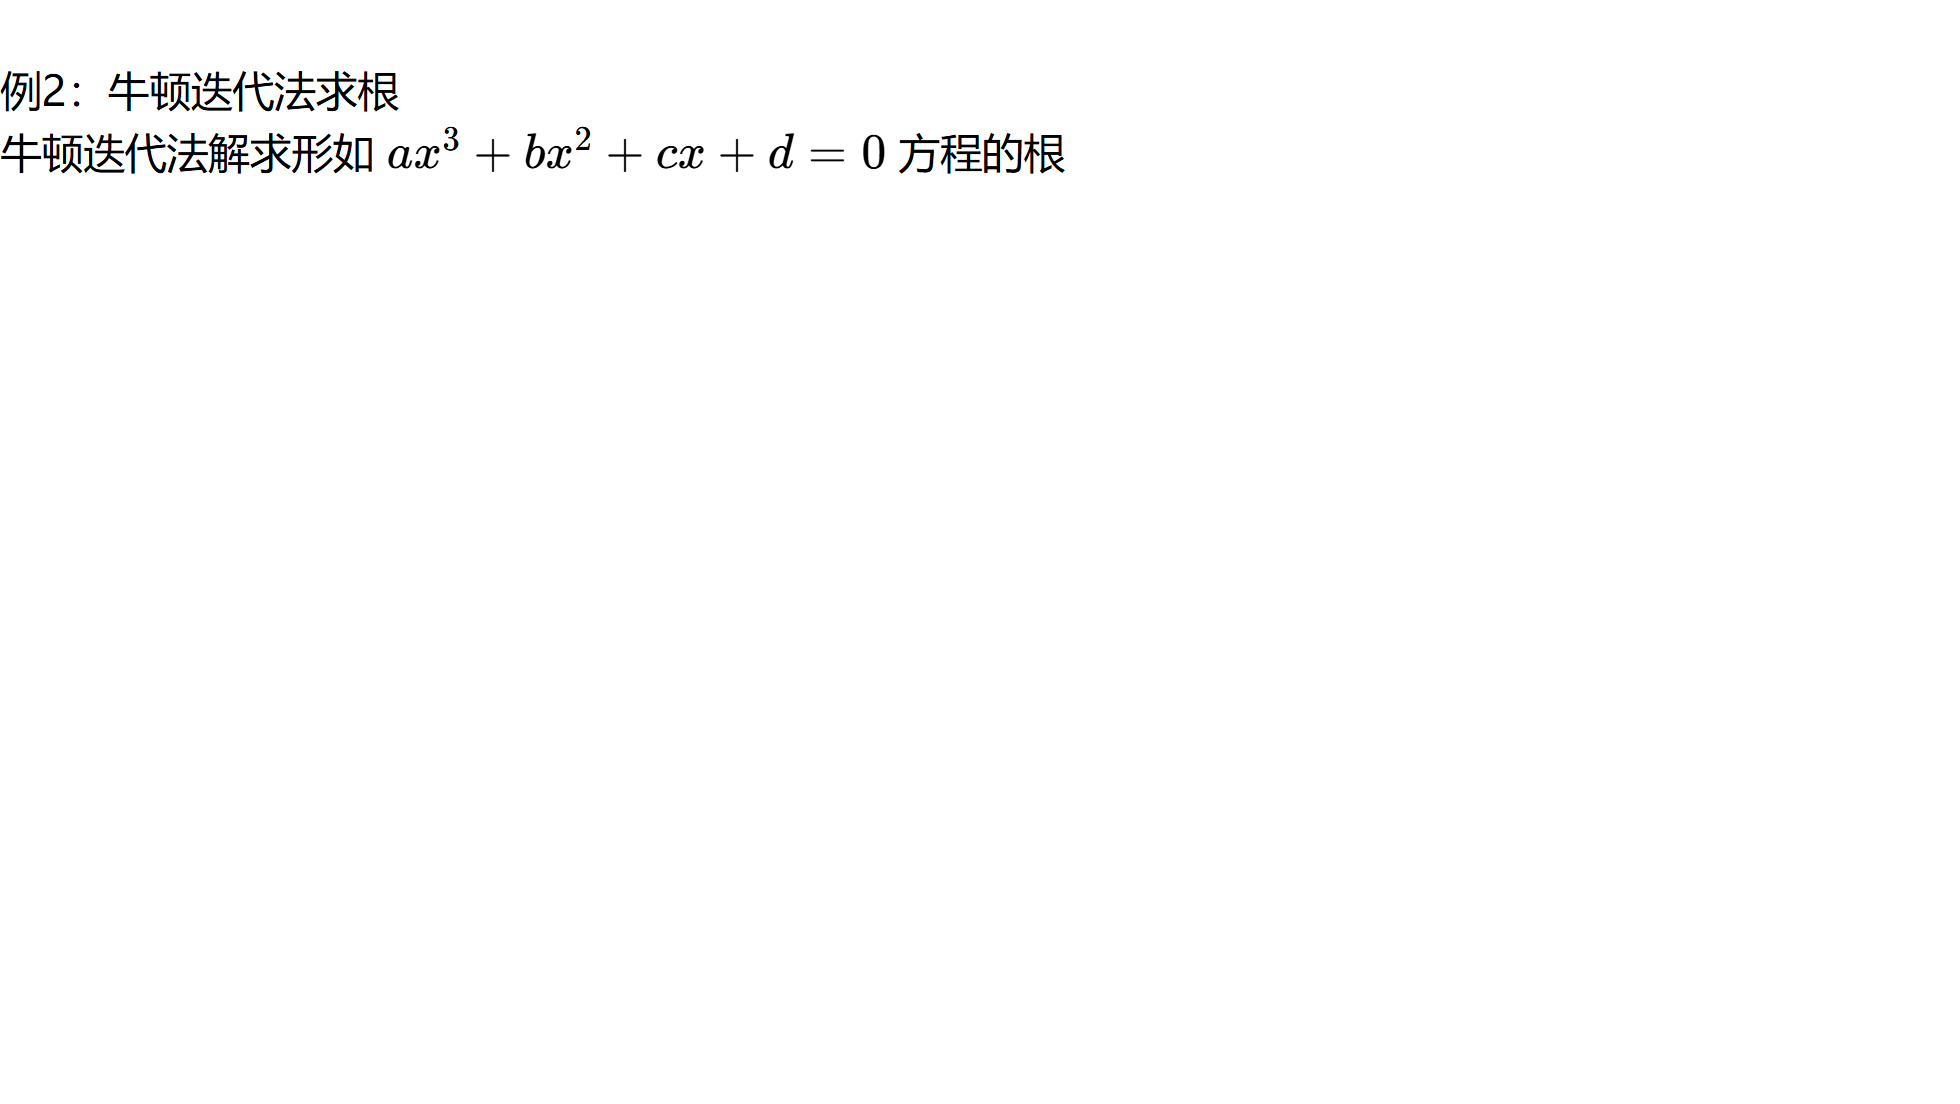 例2：牛顿迭代法求根
牛顿迭代法解求形如 $ax^3 + bx^2 + cx + d = 0$ 方程的根